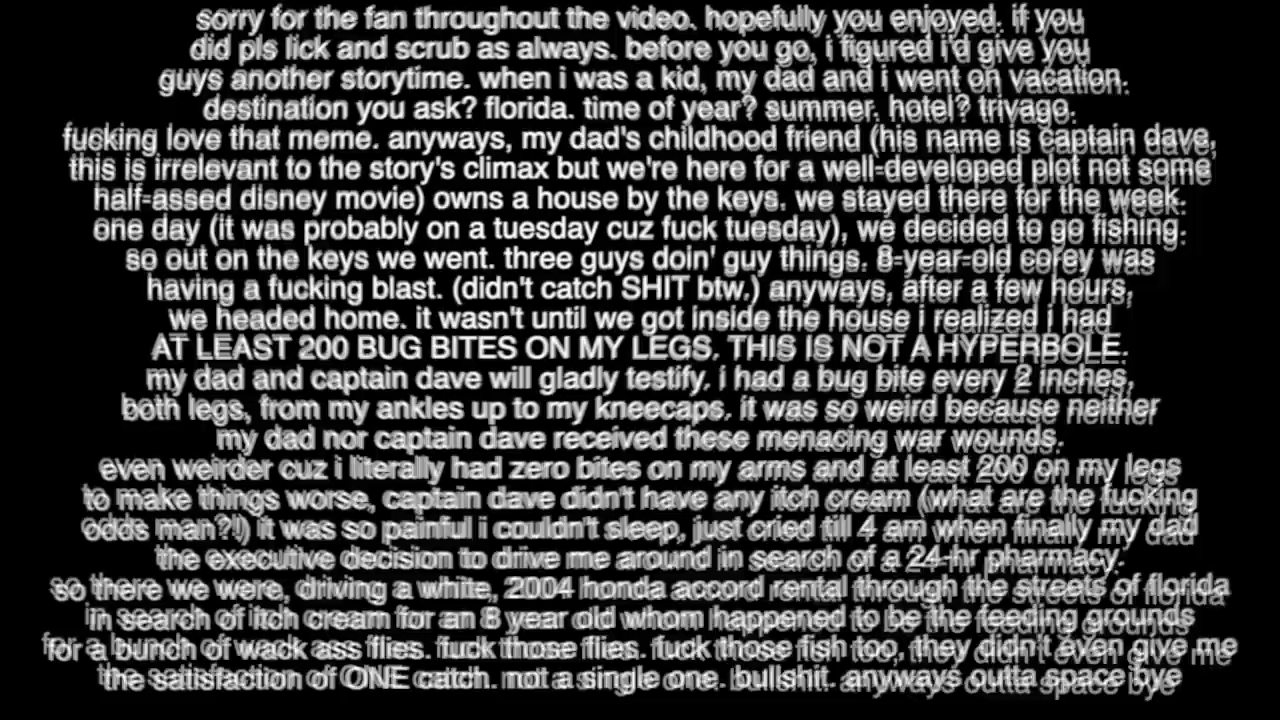 sorry for the fan throughout the video. hopefully you enjoyed. if you
did pls lick and scrub as always. before you go, i figured i'd give you
guys another storytime. when i was a kid, my dad and i went on vacation.
destination you ask? florida. time of year? summer. hotel? trivago.
fucking love that meme. anyways, my dad's childhood friend (his name is captain dave,
this is irrelevant to the story's climax but we're here for a well-developed plot not some
half-assed disney movie) owns a house by the keys. we stayed there for the week.
one day (it was probably on a tuesday cuz fuck tuesday), we decided to go fishing.
so out on the keys we went. three guys doin' guy things. 8-year-old corey was
having a fucking blast. (didn't catch SHIT btw.) anyways, after a few hours,
we headed home. it wasn't until we got inside the house i realized i had
AT LEAST 200 BUG BITES ON MY LEGS. THIS IS NOT A HYPERBOLE.
my dad and captain dave will gladly testify. i had a bug bite every 2 inches,
both legs, from my ankles up to my kneecaps. it was so weird because neither
my dad nor captain dave received these menacing war wounds.
even weirder cuz i literally had zero bites on my arms and at least 200 on my legs
to make things worse, captain dave didn't have any itch cream (what are the fucking
odds man?!) it was so painful i couldn't sleep, just cried till 4 am when finally my dad
the executive decision to drive me around in search of a 24-hr pharmacy.
so there we were, driving a white, 2004 honda accord rental through the streets of florida
in search of itch cream for an 8 year old whom happened to be the feeding grounds
for a bunch of wack ass flies. fuck those flies. fuck those fish too, they didn't even give me
the satisfaction of ONE catch. not a single one. bullshit. anyways outta space bye